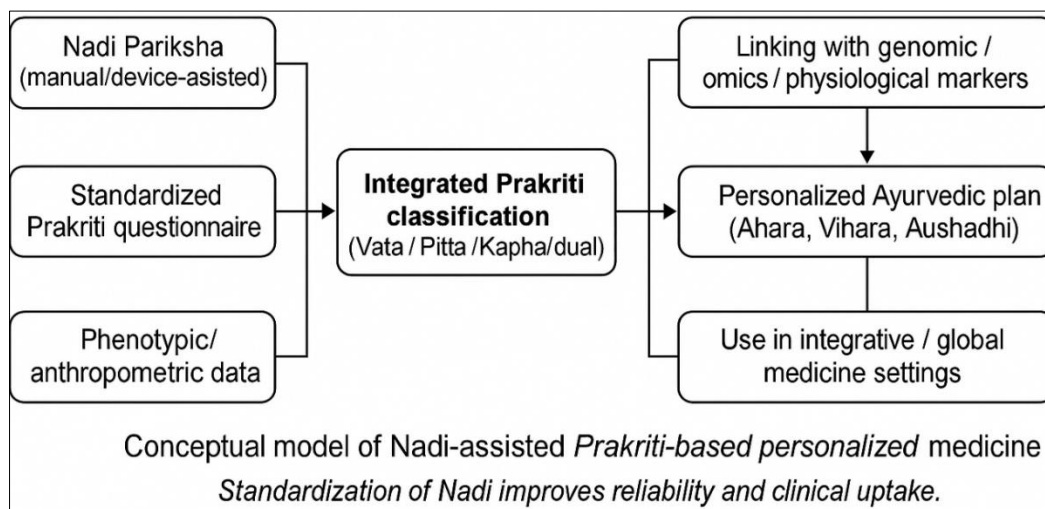 Nadi Pariksha
(manual/device-asisted)
Standardized
Prakriti questionnaire
Phenotypic/
anthropometric data
Integrated Prakriti
classification
(Vata / Pitta /Kapha/dual)
Linking with genomic /
omics / physiological markers
Personalized Ayurvedic plan
(Ahara, Vihara, Aushadhi)
Use in integrative / global
medicine settings
Conceptual model of Nadi-assisted Prakriti-based personalized medicine
Standardization of Nadi improves reliability and clinical uptake.